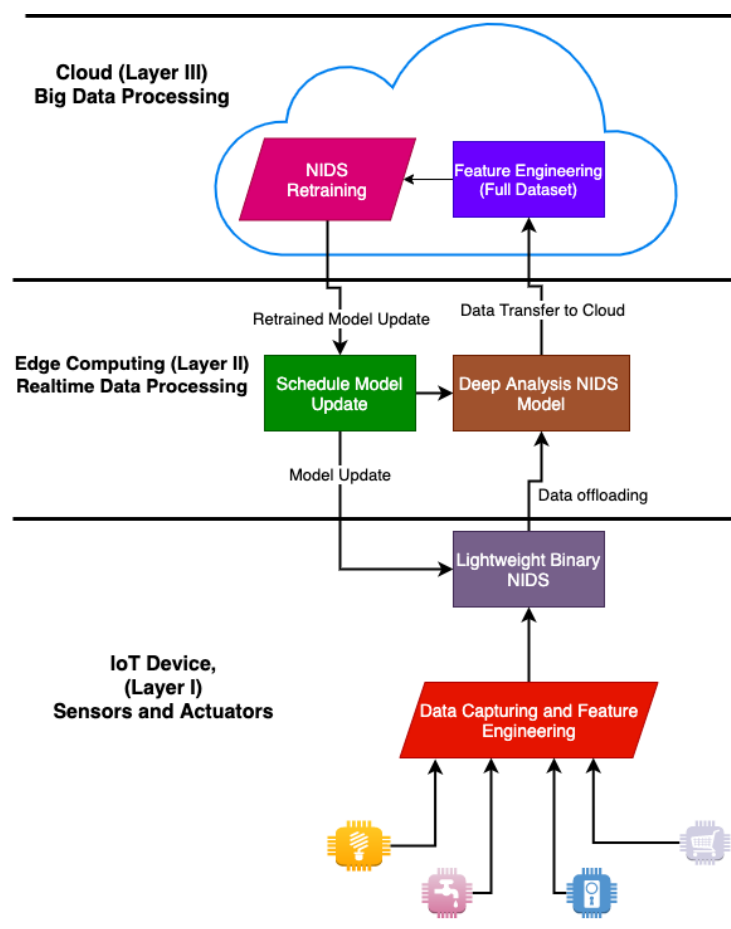 Cloud (Layer III)
Big Data Processing
NIDS
Retraining
Feature Engineering
(Full Dataset)
Retrained Model Update
Data Transfer to Cloud
Edge Computing (Layer II)
Realtime Data Processing
Schedule Model
Update
Deep Analysis NIDS
Model
Model Update
Data offloading
Lightweight Binary
NIDS
IoT Device,
(Layer I)
Sensors and Actuators
Data Capturing and Feature
Engineering